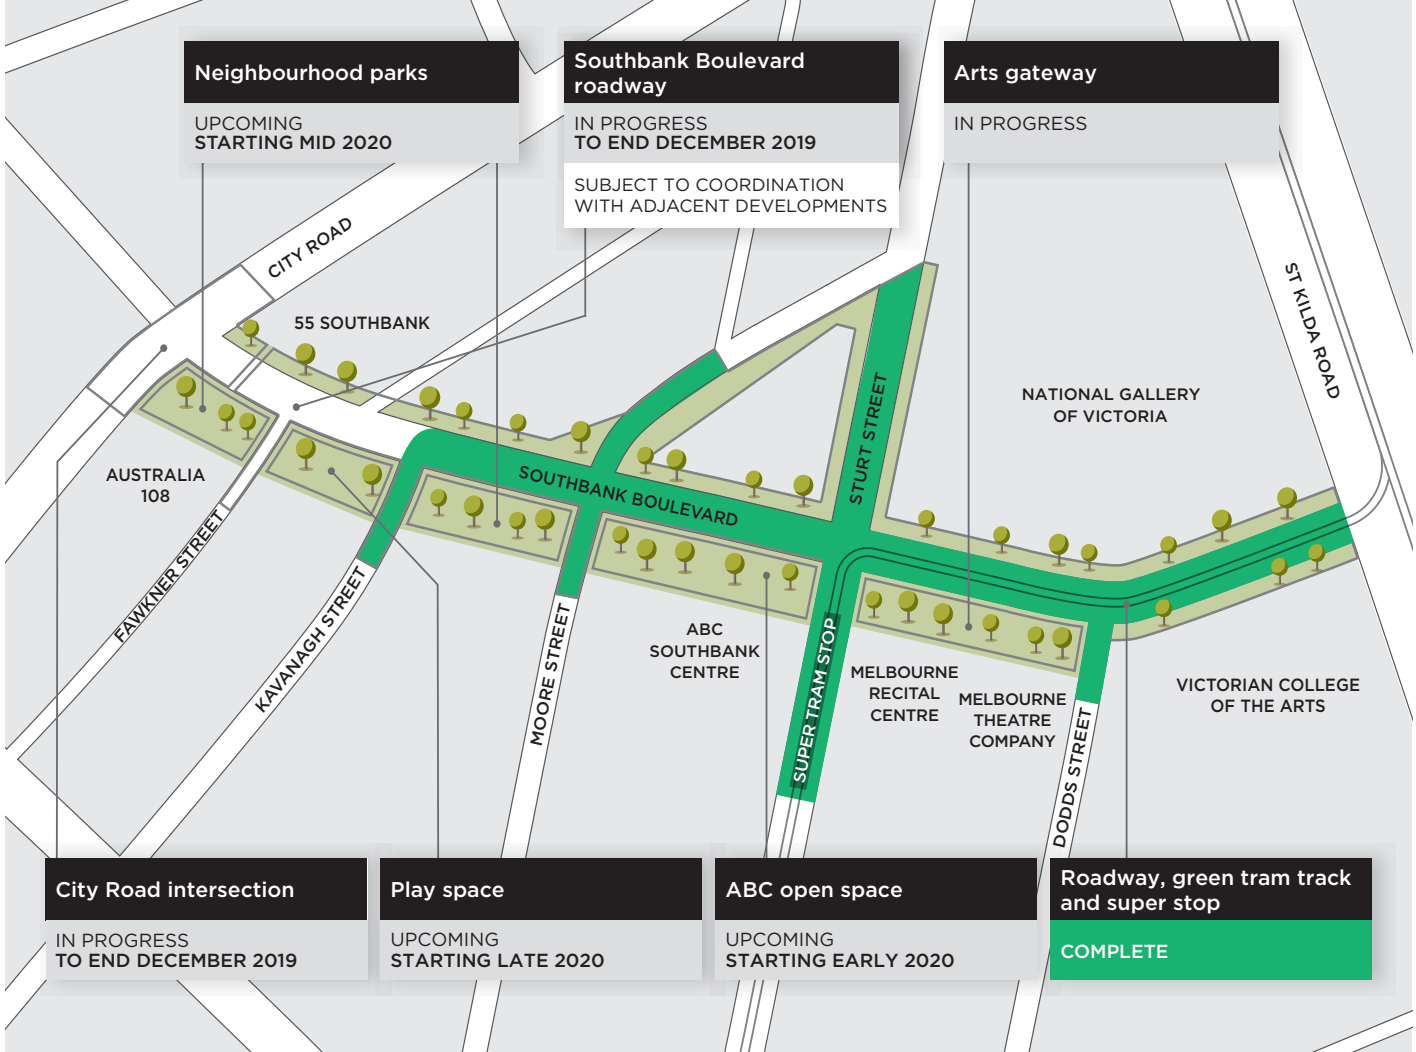 Neighbourhood parks
UPCOMING
STARTING MID 2020
Southbank Boulevard
roadway
IN PROGRESS
TO END DECEMBER 2019
SUBJECT TO COORDINATION
WITH ADJACENT DEVELOPMENTS
Arts gateway
IN PROGRESS
CITY ROAD
55 SOUTHBANK
ST KILDA ROAD
NATIONAL GALLERY
OF VICTORIA
STURT STREET
SOUTHBANK BOULEVARD
AUSTRALIA
108
FAWKNER STREET
KAVANAGH STREET
MOORE STREET
ABC
SOUTHBANK
CENTRE
SUPER TRAM STOP
MELBOURNE
RECITAL
CENTRE
MELBOURNE
THEATRE
COMPANY
DODDS STREET
VICTORIAN COLLEGE
OF THE ARTS
City Road intersection
IN PROGRESS
TO END DECEMBER 2019
Play space
UPCOMING
STARTING LATE 2020
ABC open space
UPCOMING
STARTING EARLY 2020
Roadway, green tram track
and super stop
COMPLETE